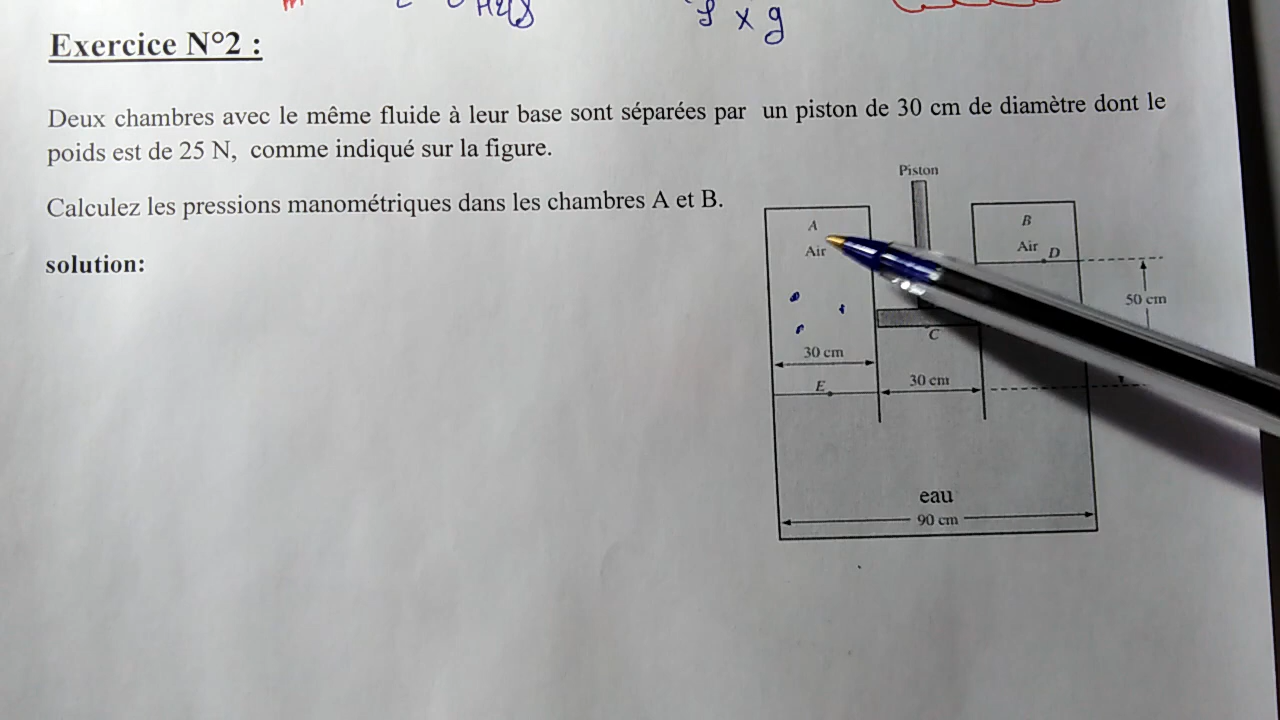 ρ x g
Exercice N°2 :
Deux chambres avec le même fluide à leur base sont séparées par un piston de 30 cm de diamètre dont le
poids est de 25 N, comme indiqué sur la figure.
Calculez les pressions manométriques dans les chambres A et B.
solution:
Piston
A
Air
B
Air D
50 cm
C
30 cm
30 cm
E
eau
90 cm